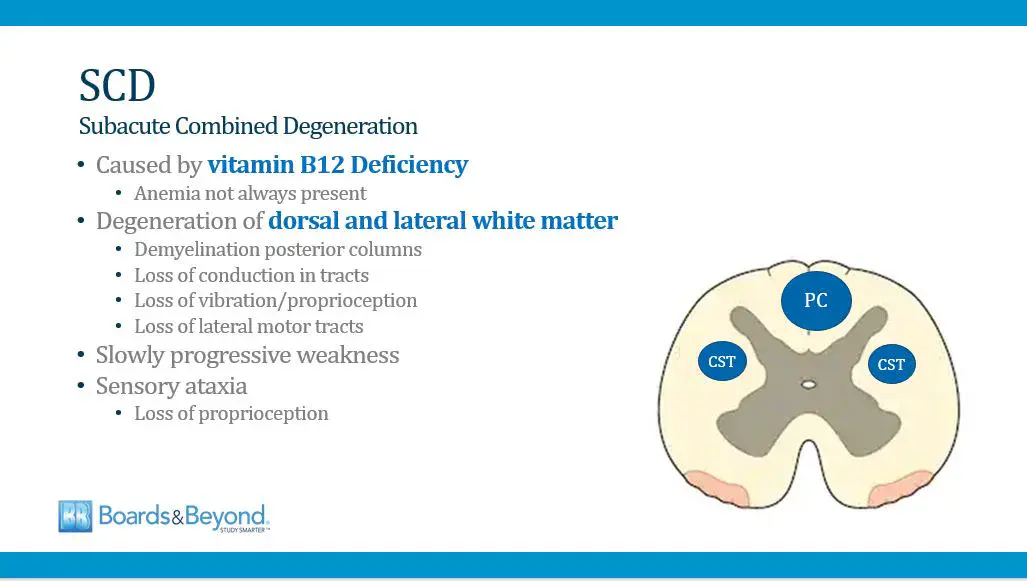 SCD
Subacute Combined Degeneration
• Caused by vitamin B12 Deficiency
• Anemia not always present
• Degeneration of dorsal and lateral white matter
• Demyelination posterior columns
• Loss of conduction in tracts
• Loss of vibration/proprioception
• Loss of lateral motor tracts
• Slowly progressive weakness
• Sensory ataxia
• Loss of proprioception
PC
CST
CST
BB Boards&Beyond.
STUDY SMARTER™